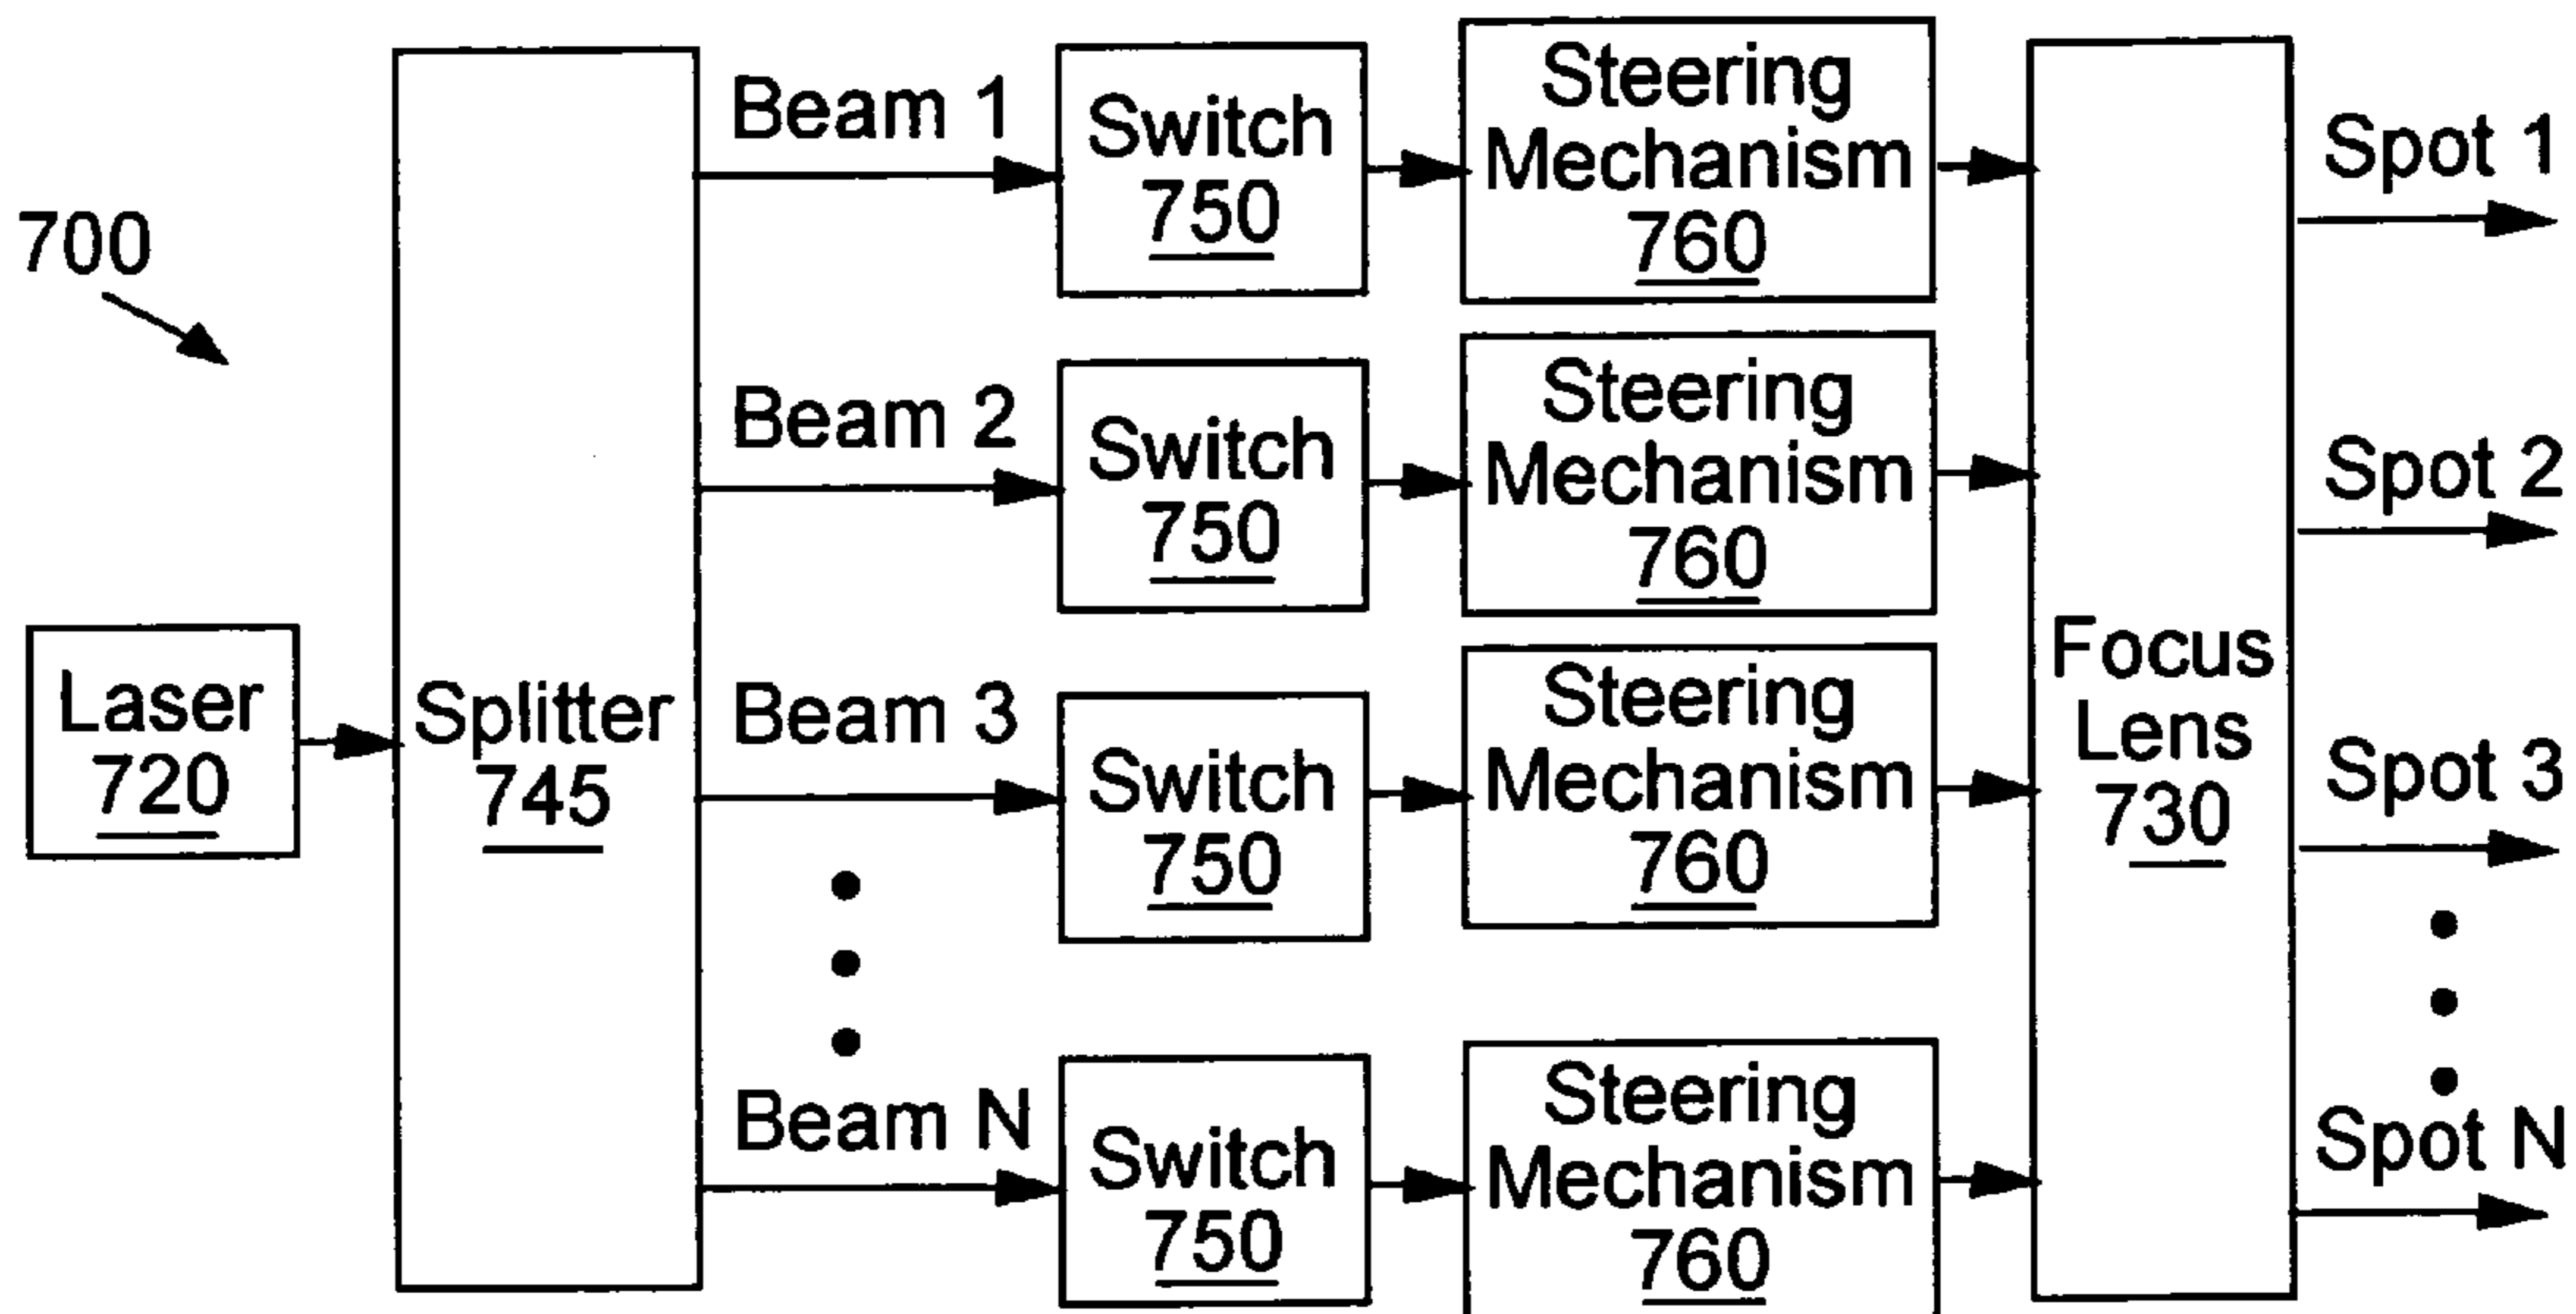 700
Laser
720
Splitter
745
Beam 1
Switch
750
Steering
Mechanism
760
Beam 2
Switch
750
Steering
Mechanism
760
Beam 3
Switch
750
Steering
Mechanism
760
Beam N
Switch
750
Steering
Mechanism
760
Focus
Lens
730
Spot 1
Spot 2
Spot 3
Spot N